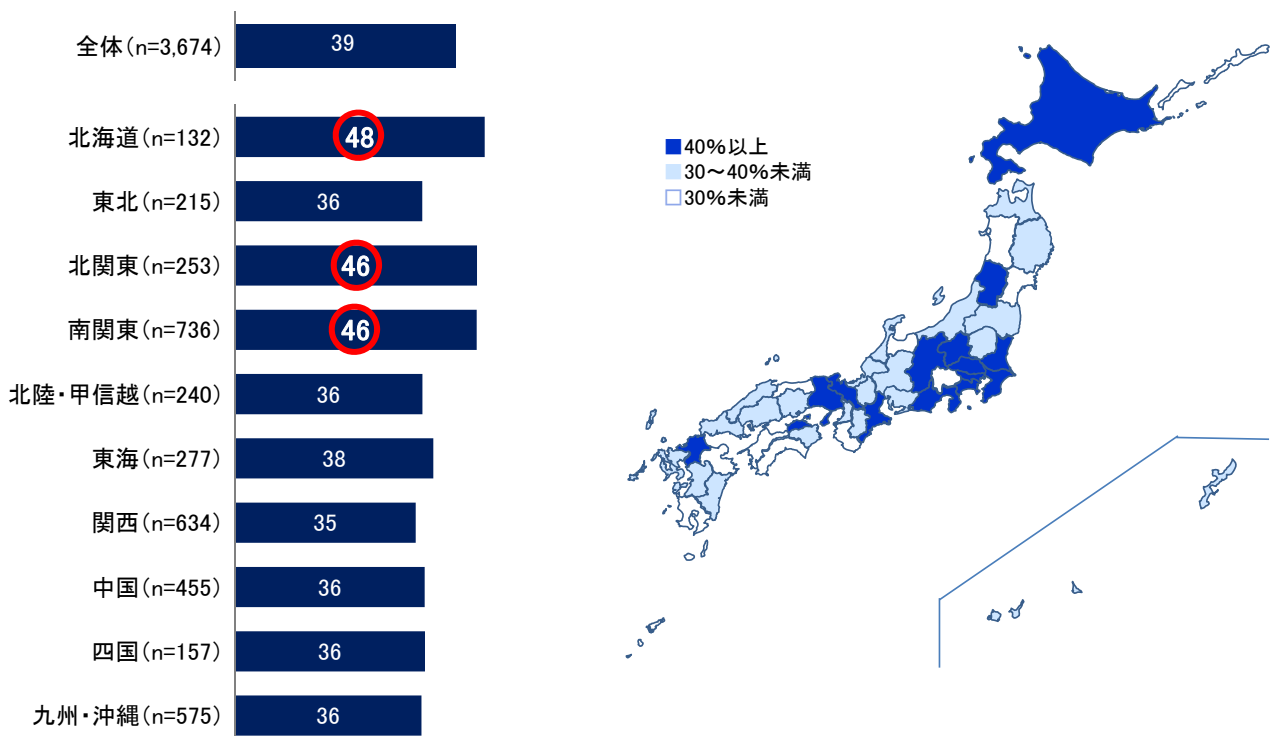 全体(n=3,674)
39
北海道(n=132)
48
東北(n=215)
36
北関東(n=253)
46
南関東(n=736)
46
北陸・甲信越(n=240)
36
東海(n=277)
38
関西(n=634)
35
中国(n=455)
36
四国(n=157)
36
九州・沖縄(n=575)
36
40%以上
30～40%未満
30%未満